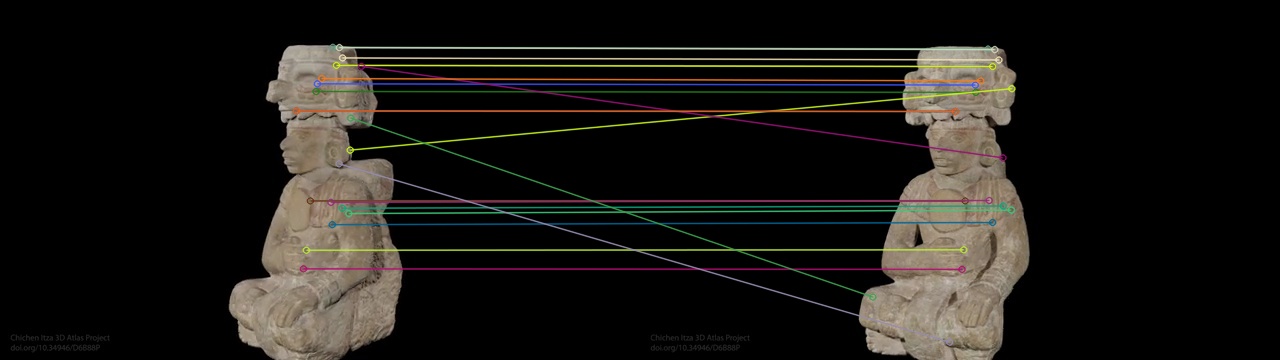 Chichen Itza 3D Atlas Project
doi.org/10.34946/D6B88P
Chichen Itza 3D Atlas Project
doi.org/10.34946/D6B88P